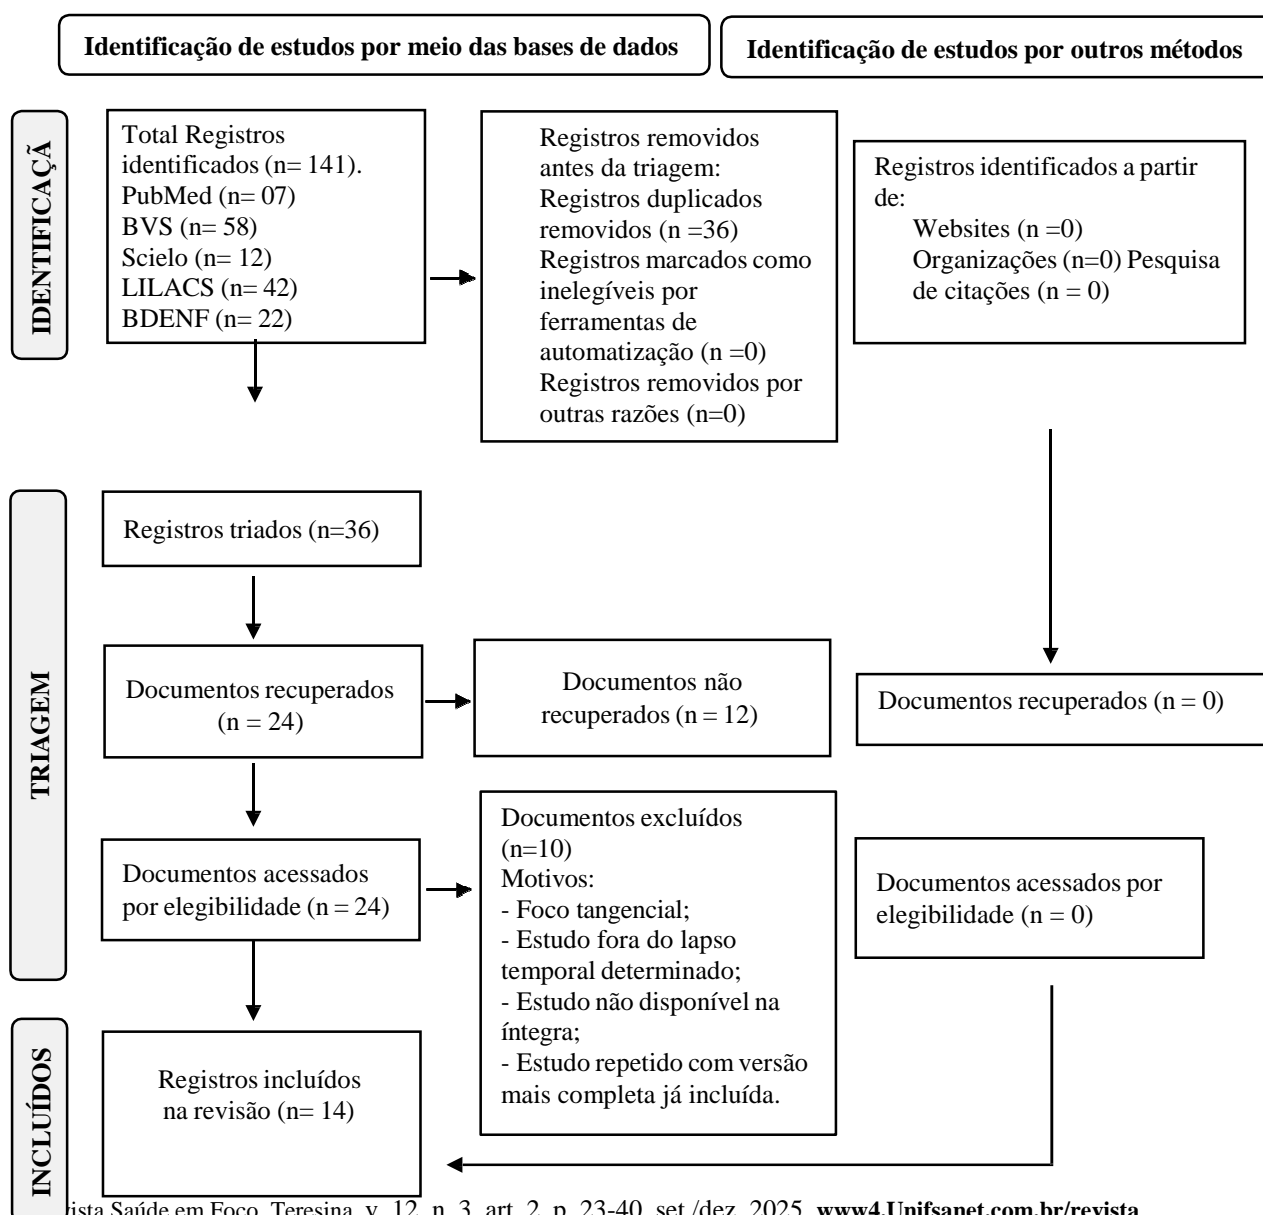 Identificação de estudos por meio das bases de dados
Identificação de estudos por outros métodos
IDENTIFICAÇÃ
Total Registros
identificados (n= 141).
PubMed (n= 07)
BVS (n= 58)
Scielo (n= 12)
LILACS (n= 42)
BDENF (n= 22)
Registros removidos
antes da triagem:
Registros duplicados
removidos (n =36)
Registros marcados como
inelegíveis por
ferramentas de
automatização (n =0)
Registros removidos por
outras razões (n=0)
Registros identificados a partir
de:
Websites (n =0)
Organizações (n=0) Pesquisa
de citações (n = 0)
TRIAGEM
Registros triados (n=36)
Documentos recuperados
(n = 24)
Documentos não
recuperados (n = 12)
Documentos recuperados (n = 0)
Documentos acessados
por elegibilidade (n = 24)
Documentos excluídos
(n=10)
Motivos:
- Foco tangencial;
- Estudo fora do lapso
temporal determinado;
- Estudo não disponível na
íntegra;
- Estudo repetido com versão
mais completa já incluída.
Documentos acessados por
elegibilidade (n = 0)
INCLUÍDOS
Registros incluídos
na revisão (n= 14)
vista Saúde em Foco, Teresina, v. 12, n. 3, art. 2, p. 23-40, set./dez. 2025, www4.Unifsanet.com.br/revista